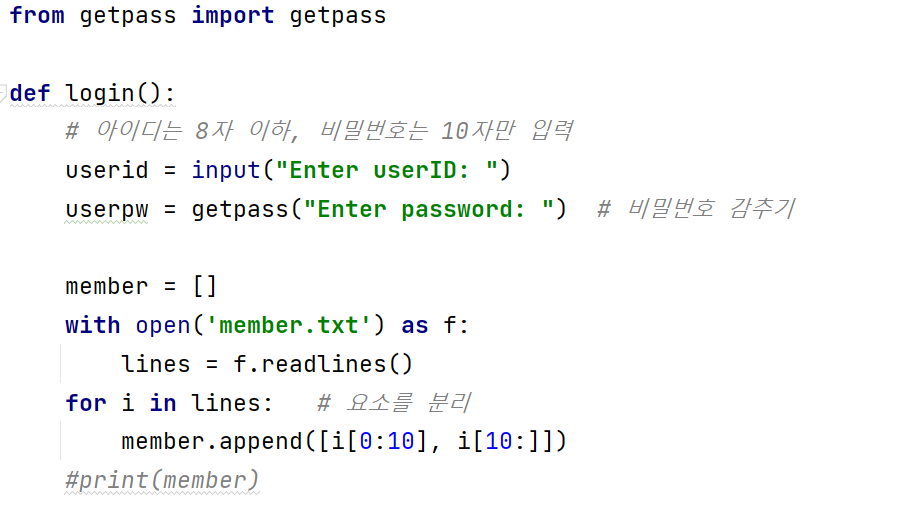 from getpass import getpass

def login():
    # 아이디는 8자 이하, 비밀번호는 10자만 입력
    userid = input("Enter userID: ")
    userpw = getpass("Enter password: ")  # 비밀번호 감추기

    member = []
    with open('member.txt') as f:
        lines = f.readlines()
    for i in lines:   # 요소를 분리
        member.append([i[0:10], i[10:]])
    #print(member)